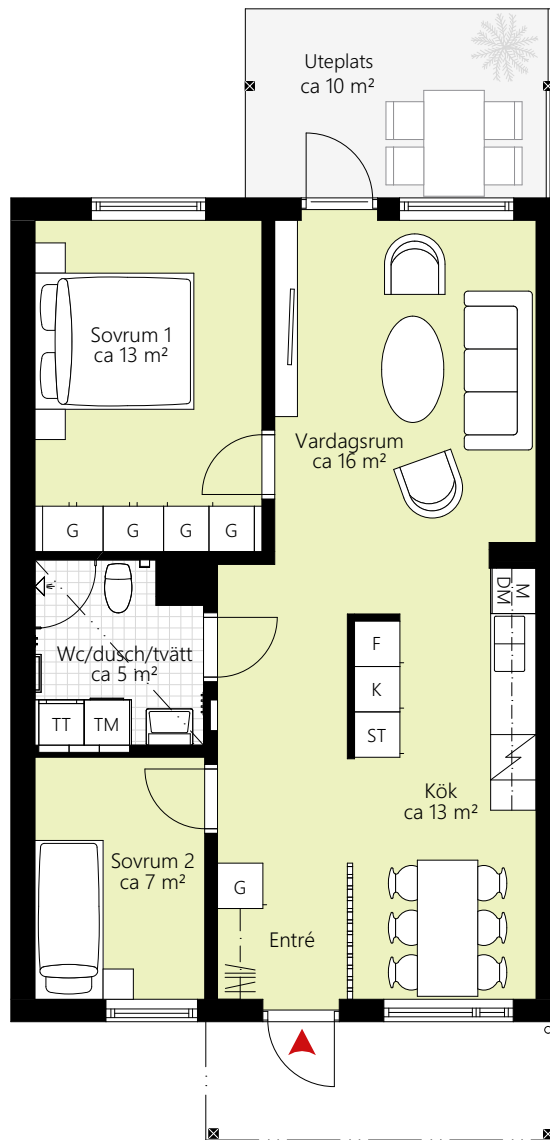 Uteplats
ca 10 m²
Sovrum 1
ca 13 m²
Vardagsrum
ca 16 m²
G
G
G
G
M
DM
Wc/dusch/tvätt
ca 5 m²
F
K
ST
TT
TM
Kök
ca 13 m²
Sovrum 2
ca 7 m²
G
Entré